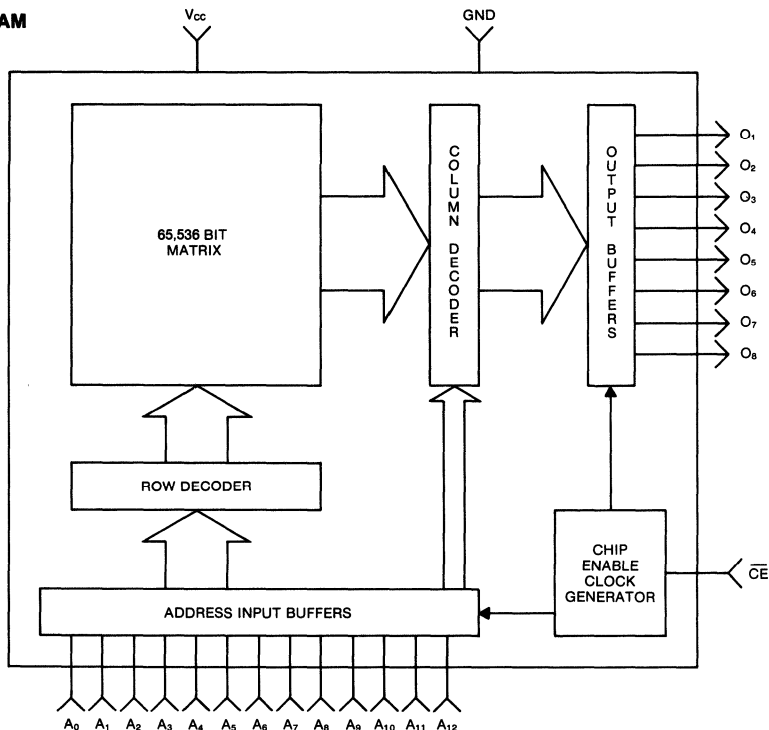 AM
Vcc
GND
65,536 BIT
MATRIX
COLUMN DECODER
OUTPUT BUFFERS
O₁
O₂
O₃
O₄
O₅
O₆
O₇
O₈
ROW DECODER
CHIP
ENABLE
CLOCK
GENERATOR
C̅E̅
ADDRESS INPUT BUFFERS
A₀ A₁ A₂ A₃ A₄ A₅ A₆ A₇ A₈ A₉ A₁₀ A₁₁ A₁₂